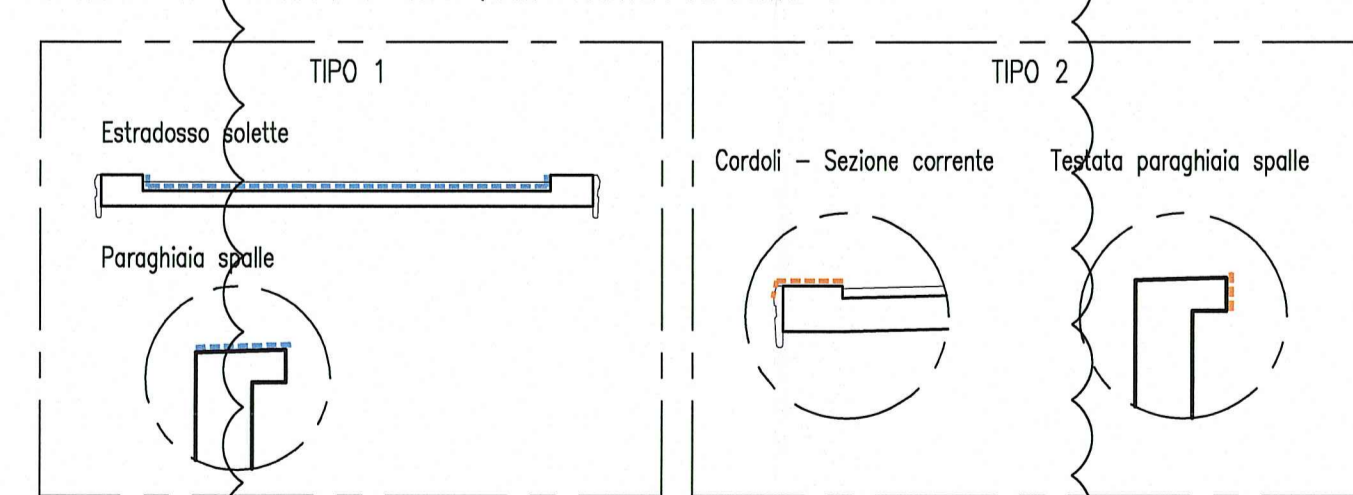 TIPO 1
Estradosso solette
Paraghiaia spalle
TIPO 2
Cordoli – Sezione corrente
Testata paraghiaia spalle